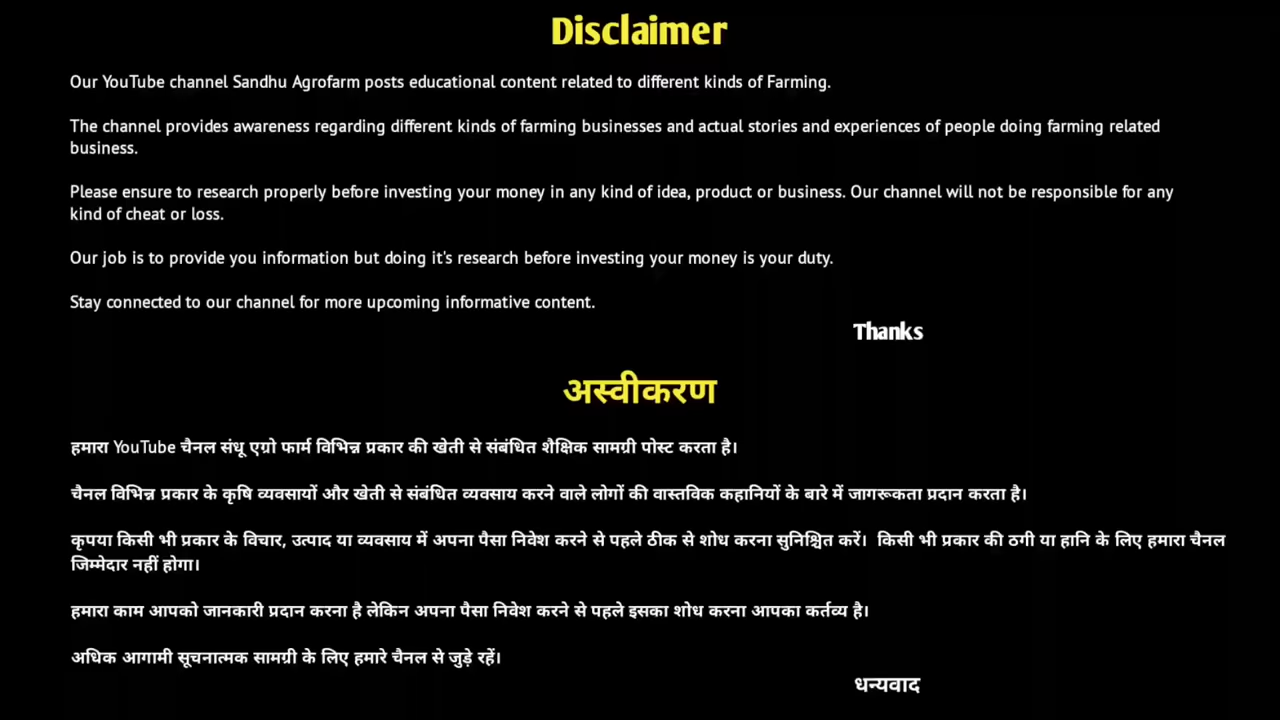 Disclaimer
Our YouTube channel Sandhu Agrofarm posts educational content related to different kinds of Farming.
The channel provides awareness regarding different kinds of farming businesses and actual stories and experiences of people doing farming related
business.
Please ensure to research properly before investing your money in any kind of idea, product or business. Our channel will not be responsible for any
kind of cheat or loss.
Our job is to provide you information but doing it's research before investing your money is your duty.
Stay connected to our channel for more upcoming informative content.
Thanks
अस्वीकरण
हमारा YouTube चैनल संधू एग्रो फार्म विभिन्न प्रकार की खेती से संबंधित शैक्षिक सामग्री पोस्ट करता है।
चैनल विभिन्न प्रकार के कृषि व्यवसायों और खेती से संबंधित व्यवसाय करने वाले लोगों की वास्तविक कहानियों के बारे में जागरूकता प्रदान करता है।
कृपया किसी भी प्रकार के विचार, उत्पाद या व्यवसाय में अपना पैसा निवेश करने से पहले ठीक से शोध करना सुनिश्चित करें। किसी भी प्रकार की ठगी या हानि के लिए हमारा चैनल
जिम्मेदार नहीं होगा।
हमारा काम आपको जानकारी प्रदान करना है लेकिन अपना पैसा निवेश करने से पहले इसका शोध करना आपका कर्तव्य है।
अधिक आगामी सूचनात्मक सामग्री के लिए हमारे चैनल से जुड़े रहें।
धन्यवाद